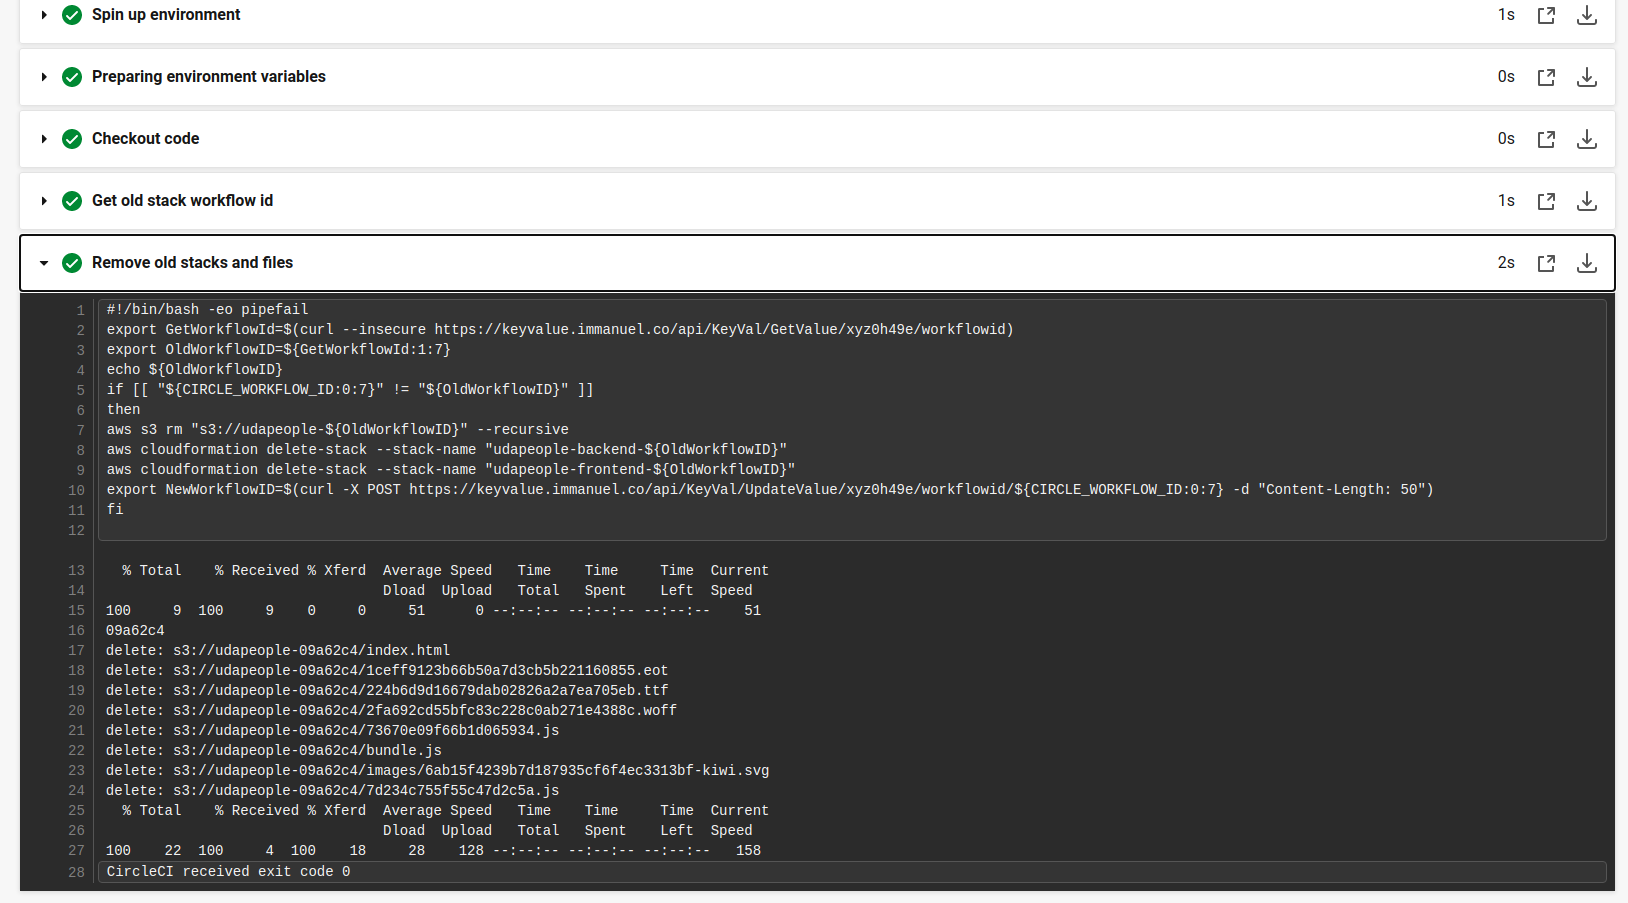 Spin up environment 1s
Preparing environment variables 0s
Checkout code 0s
Get old stack workflow id 1s
Remove old stacks and files 2s
1 #!/bin/bash -eo pipefail
2 export GetWorkflowId=$(curl --insecure https://keyvalue.immanuel.co/api/KeyVal/GetValue/xyz0h49e/workflowid)
3 export OldWorkflowID=${GetWorkflowId:1:7}
4 echo ${OldWorkflowID}
5 if [[ "${CIRCLE_WORKFLOW_ID:0:7}" != "${OldWorkflowID}" ]]
6 then
7 aws s3 rm "s3://udapeople-${OldWorkflowID}" --recursive
8 aws cloudformation delete-stack --stack-name "udapeople-backend-${OldWorkflowID}"
9 aws cloudformation delete-stack --stack-name "udapeople-frontend-${OldWorkflowID}"
10 export NewWorkflowID=$(curl -X POST https://keyvalue.immanuel.co/api/KeyVal/UpdateValue/xyz0h49e/workflowid/${CIRCLE_WORKFLOW_ID:0:7} -d "Content-Length: 50")
11 fi
12
13 % Total % Received % Xferd Average Speed Time Time Time Current
14 Dload Upload Total Spent Left Speed
15 100 9 100 9 0 0 51 0 --:--:-- --:--:-- --:--:-- 51
16 09a62c4
17 delete: s3://udapeople-09a62c4/index.html
18 delete: s3://udapeople-09a62c4/1ceff9123b66b50a7d3cb5b221160855.eot
19 delete: s3://udapeople-09a62c4/224b6d9d16679dab02826a2a7ea705eb.ttf
20 delete: s3://udapeople-09a62c4/2fa692cd55bfc83c228c0ab271e4388c.woff
21 delete: s3://udapeople-09a62c4/73670e09f66b1d065934.js
22 delete: s3://udapeople-09a62c4/bundle.js
23 delete: s3://udapeople-09a62c4/images/6ab15f4239b7d187935cf6f4ec3313bf-kiwi.svg
24 delete: s3://udapeople-09a62c4/7d234c755f55c47d2c5a.js
25 % Total % Received % Xferd Average Speed Time Time Time Current
26 Dload Upload Total Spent Left Speed
27 100 22 100 4 100 18 28 128 --:--:-- --:--:-- --:--:-- 158
28 CircleCI received exit code 0